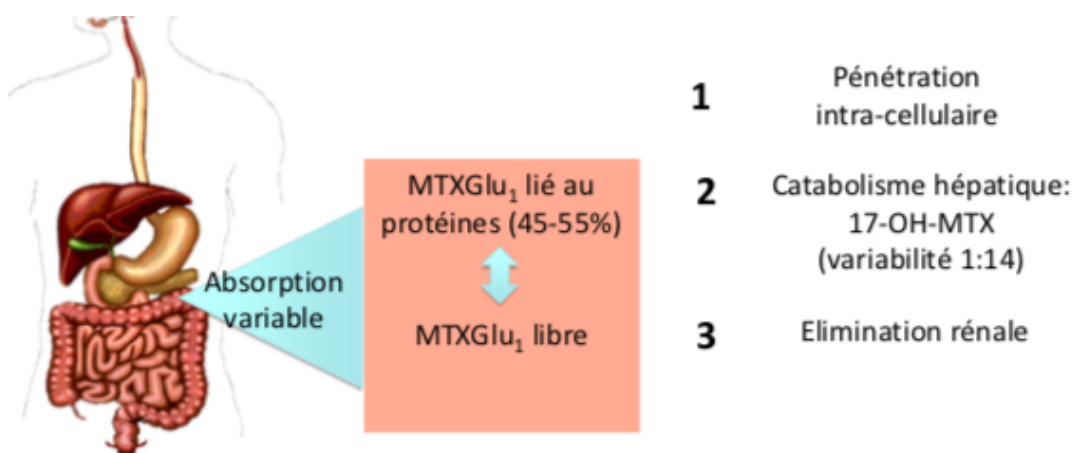 Absorption
variable
MTXGlu₁ lié au
protéines (45-55%)
MTXGlu₁ libre
1
Pénétration
intra-cellulaire
2
Catabolisme hépatique:
17-OH-MTX
(variabilité 1:14)
3
Elimination rénale